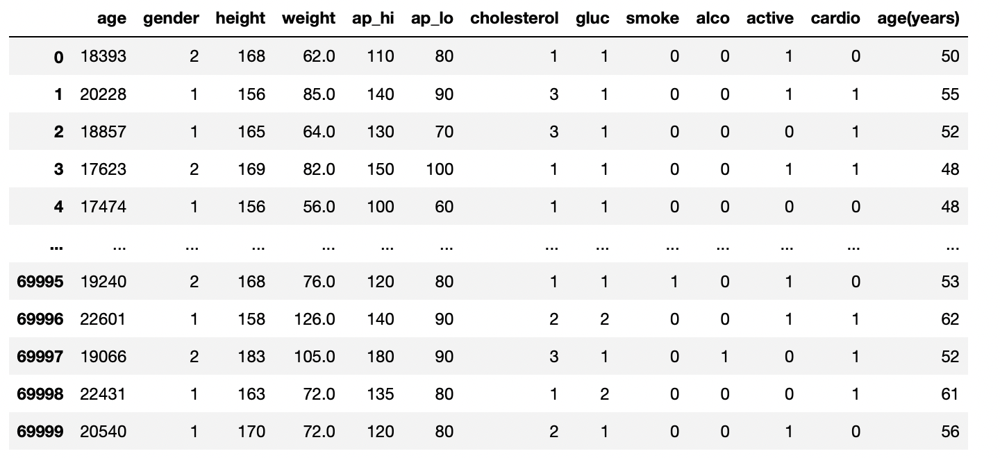 age gender height weight ap_hi ap_lo cholesterol gluc smoke alco active cardio age(years)
0 18393 2 168 62.0 110 80 1 1 0 0 1 0 50
1 20228 1 156 85.0 140 90 3 1 0 0 1 1 55
2 18857 1 165 64.0 130 70 3 1 0 0 0 1 52
3 17623 2 169 82.0 150 100 1 1 0 0 1 1 48
4 17474 1 156 56.0 100 60 1 1 0 0 0 0 48
... ... ... ... ... ... ... ... ... ... ... ... ... ...
69995 19240 2 168 76.0 120 80 1 1 1 0 1 0 53
69996 22601 1 158 126.0 140 90 2 2 0 0 1 1 62
69997 19066 2 183 105.0 180 90 3 1 0 1 0 1 52
69998 22431 1 163 72.0 135 80 1 2 0 0 0 1 61
69999 20540 1 170 72.0 120 80 2 1 0 0 1 0 56